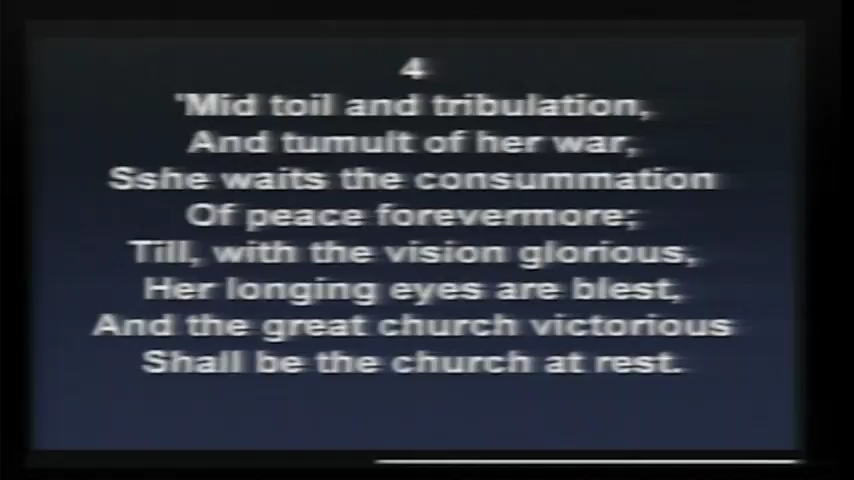 4
'Mid toil and tribulation,
And tumult of her war,
Sshe waits the consummation
Of peace forevermore;
Till, with the vision glorious,
Her longing eyes are blest,
And the great church victorious
Shall be the church at rest.